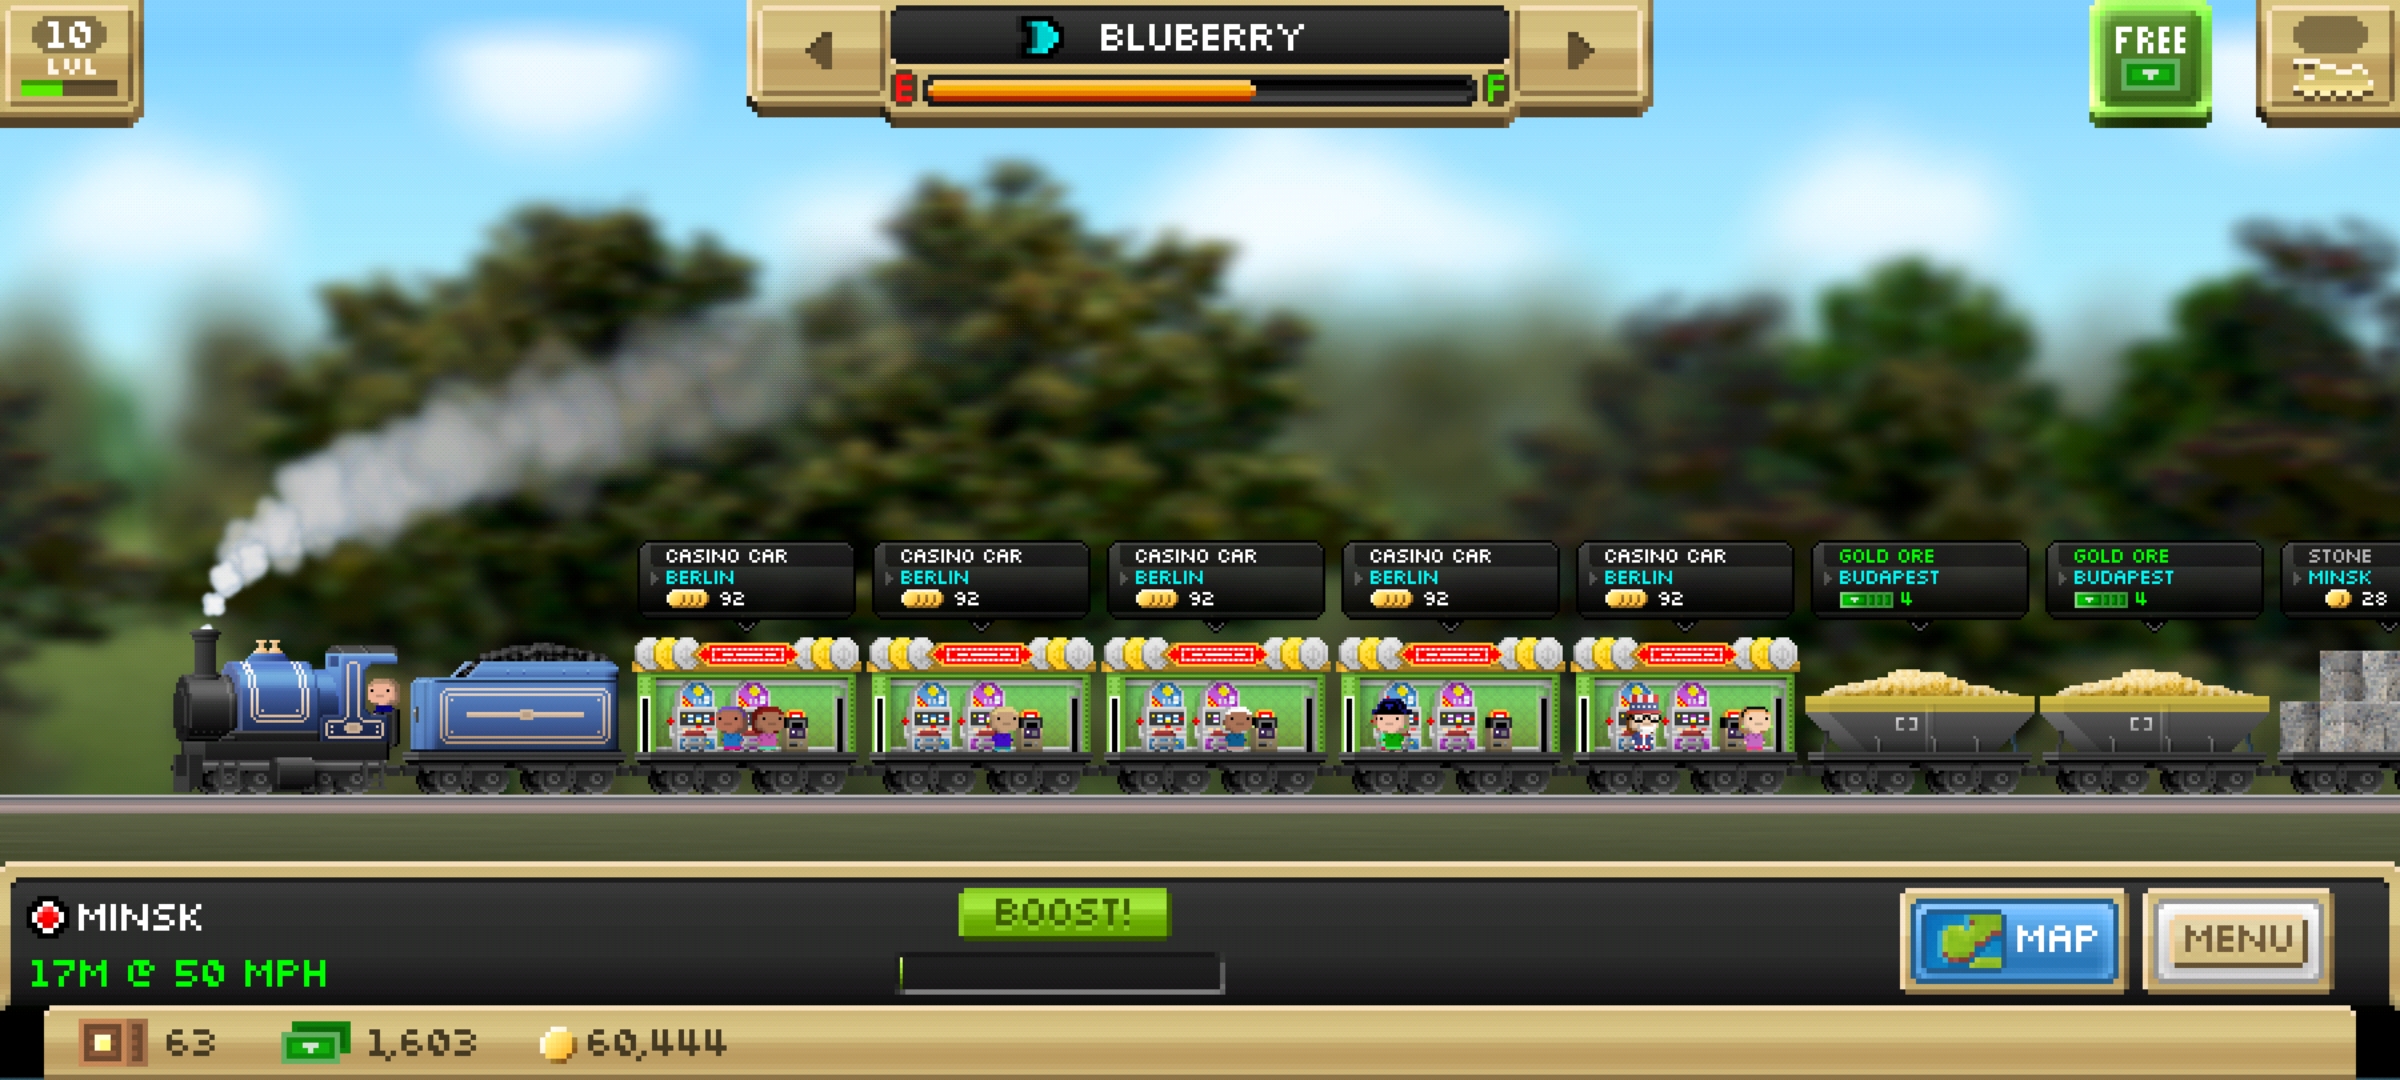 10
LVL
BLUBERRY
E
F
FREE
CASINO CAR
BERLIN
92
CASINO CAR
BERLIN
92
CASINO CAR
BERLIN
92
CASINO CAR
BERLIN
92
CASINO CAR
BERLIN
92
GOLD ORE
BUDAPEST
4
GOLD ORE
BUDAPEST
4
STONE
MINSK
28
MINSK
17M @ 50 MPH
BOOST!
MAP
MENU
63
1,603
60,444